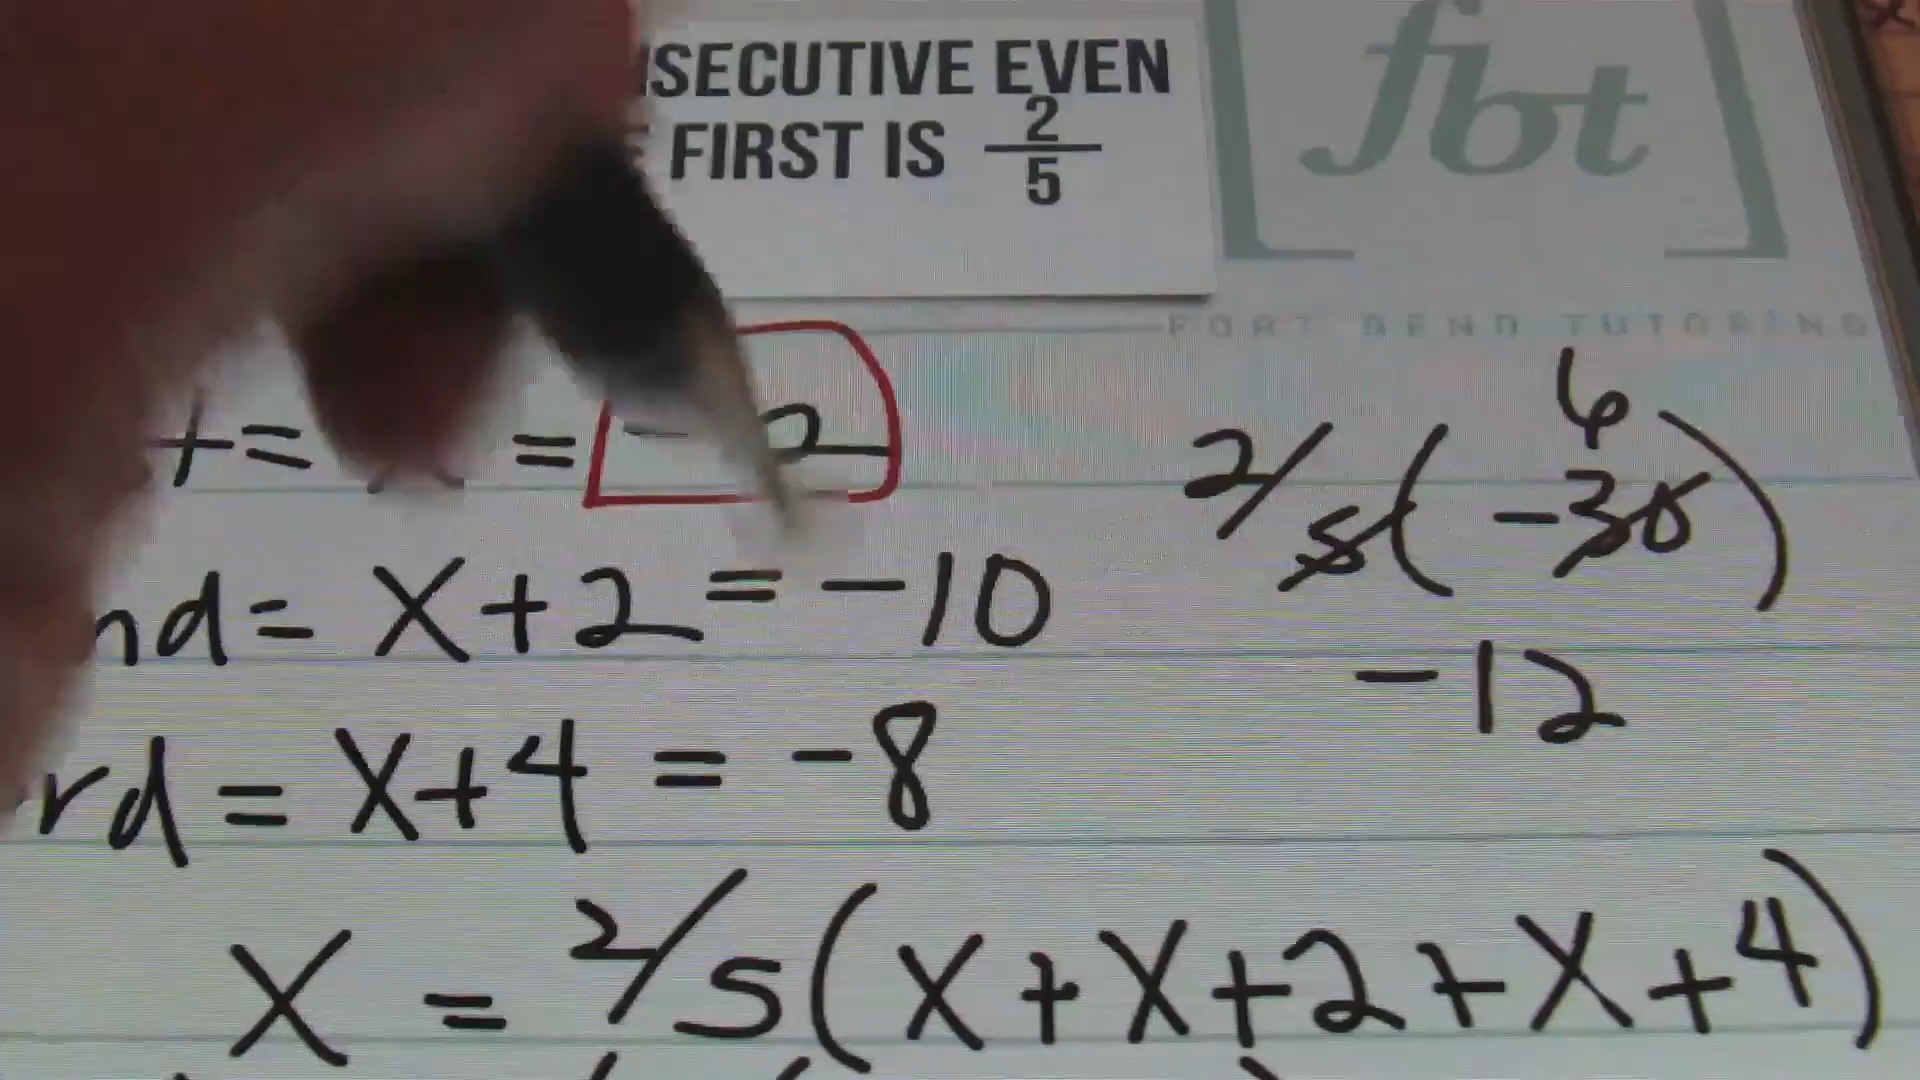 SECUTIVE EVEN
FIRST IS 2/5
fbt
FORT BEND TUTORING
= =
nd = X+2 = -10
rd = X+4 = -8
X = 2/5(X+X+2+X+4)
6
2/5(-30)
-12